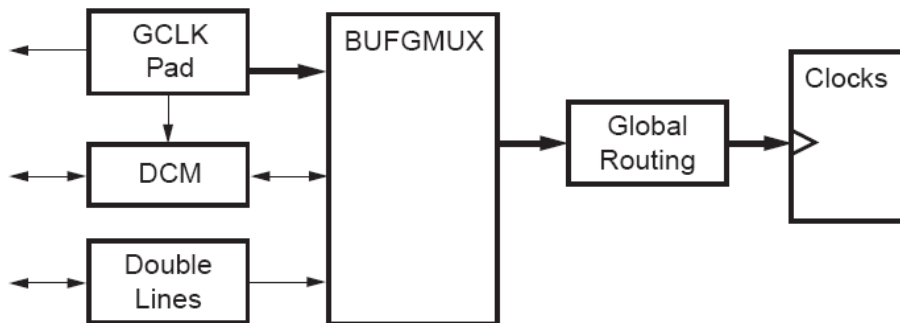 GCLK
Pad
BUFGMUX
Clocks
Global
Routing
DCM
Double
Lines